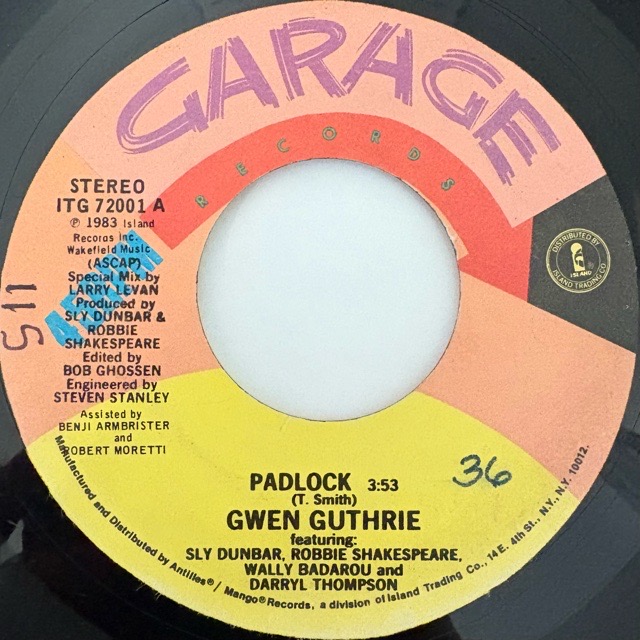 GARAGE
RECORDS
STEREO
ITG 72001 A
℗ 1983 Island
Records Inc.
Wakefield Music
(ASCAP)
Special Mix by
LARRY LEVAN
Produced by
SLY DUNBAR &
ROBBIE
SHAKESPEARE
Edited by
BOB GHOSSEN
Engineered by
STEVEN STANLEY
Assisted by
BENJI ARMBRISTER
and
ROBERT MORETTI
45 RPM
S11
DISTRIBUTED BY
ISLAND
ISLAND TRADING CO
36
PADLOCK 3:53
(T. Smith)
GWEN GUTHRIE
featuring:
SLY DUNBAR, ROBBIE SHAKESPEARE,
WALLY BADAROU and
DARRYL THOMPSON
Manufactured and Distributed by Antilles® / Mango® Records, a division of Island Trading Co., 14 E. 4th St., N.Y., N.Y. 10012.